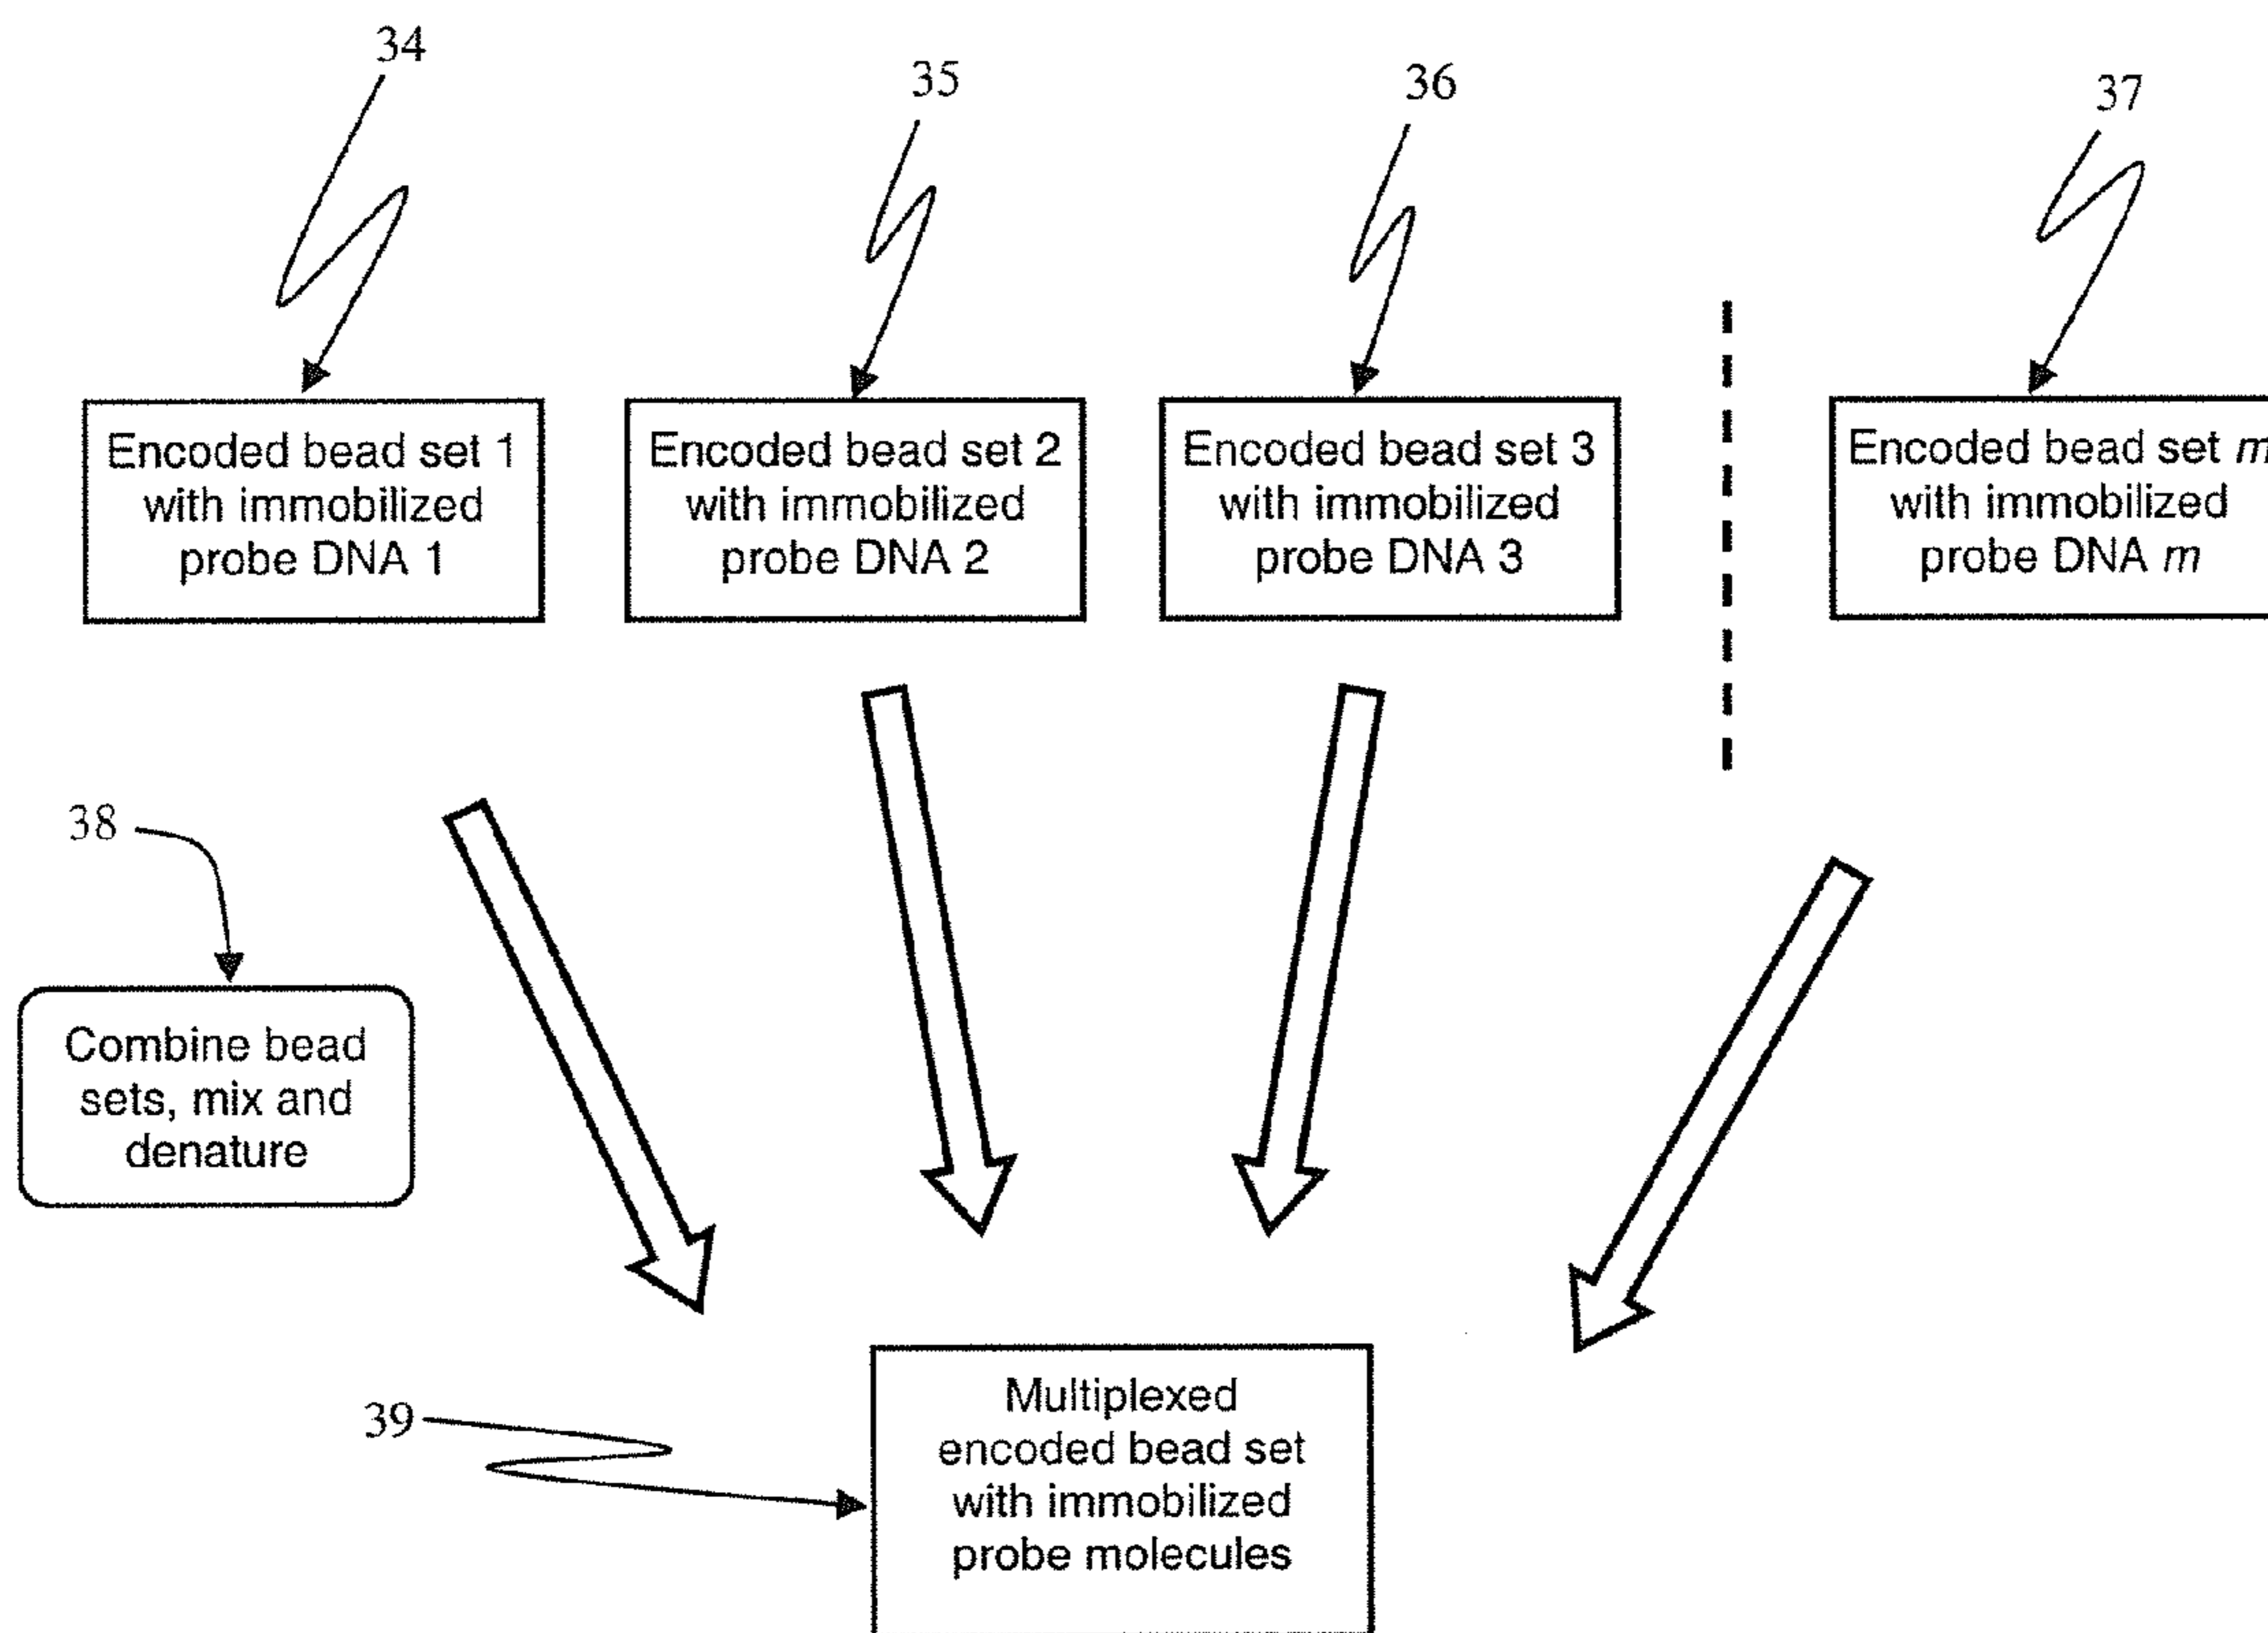 34
35
36
37
Encoded bead set 1
with immobilized
probe DNA 1
Encoded bead set 2
with immobilized
probe DNA 2
Encoded bead set 3
with immobilized
probe DNA 3
Encoded bead set m
with immobilized
probe DNA m
38
Combine bead
sets, mix and
denature
39
Multiplexed
encoded bead set
with immobilized
probe molecules